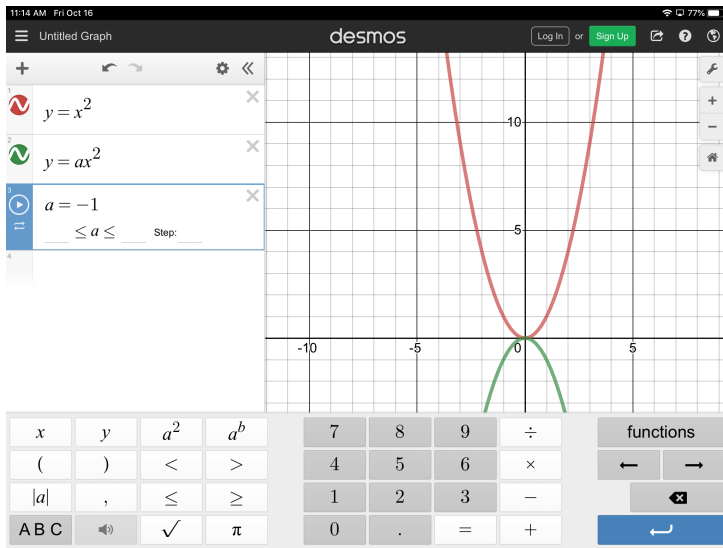 11:14 AM Fri Oct 16 77%
Untitled Graph desmos Log In or Sign Up
1
y = x²
2
y = ax²
3
a = −1
≤ a ≤ Step:
4
10
5
-10 -5 0 5
x y a² aᵇ 7 8 9 ÷ functions
( ) < > 4 5 6 × ← →
|a| , ≤ ≥ 1 2 3 −
A B C √ π 0 . = +